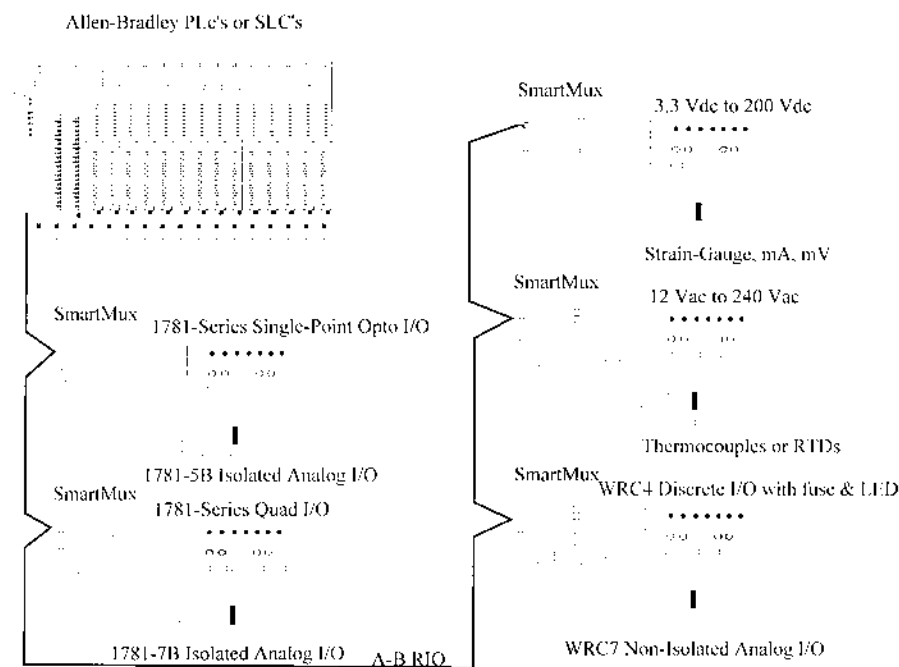 Allen-Bradley PLc's or SLC's
SmartMux
1781-Series Single-Point Opto I/O
1781-5B Isolated Analog I/O
SmartMux
1781-Series Quad I/O
1781-7B Isolated Analog I/O
A-B RIO
SmartMux
3.3 Vdc to 200 Vdc
Strain-Gauge, mA, mV
SmartMux
12 Vac to 240 Vac
Thermocouples or RTDs
SmartMux
WRC4 Discrete I/O with fuse & LED
WRC7 Non-Isolated Analog I/O